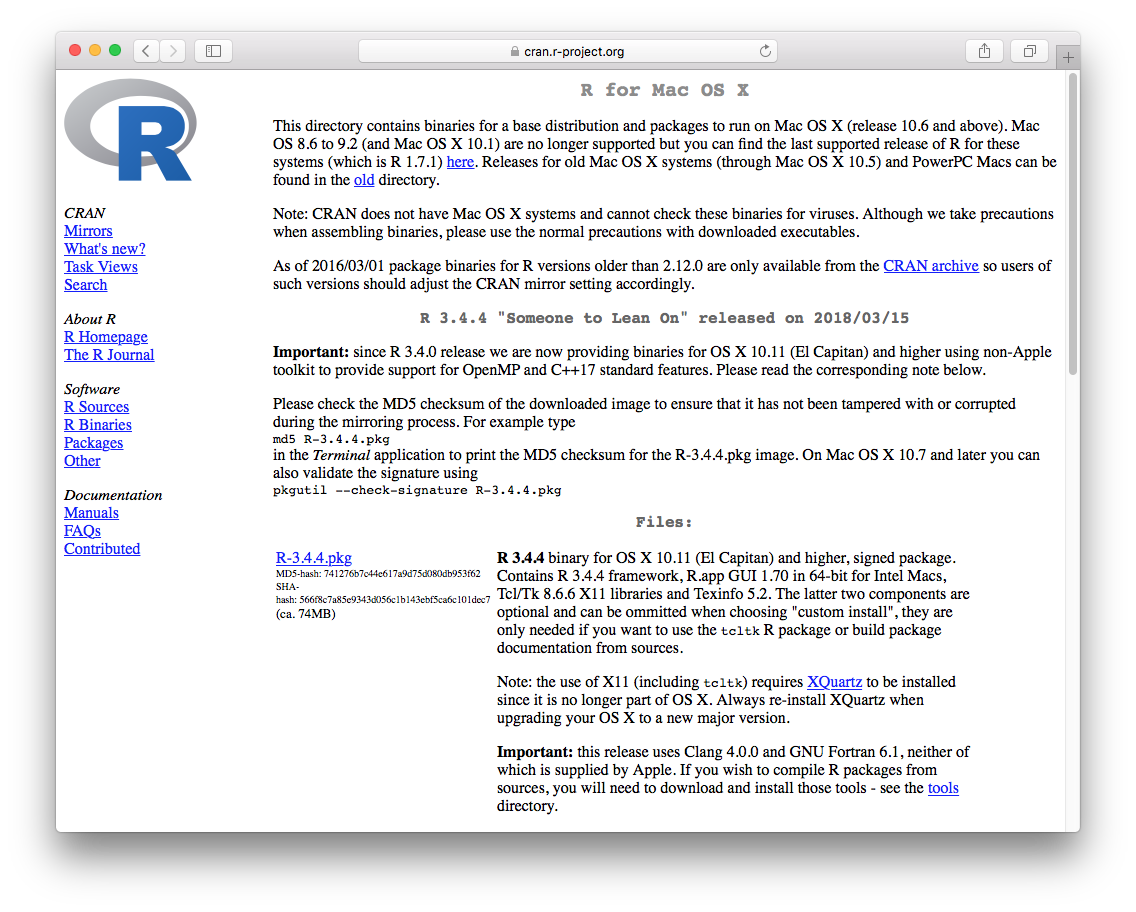 cran.r-project.org
R
R for Mac OS X
This directory contains binaries for a base distribution and packages to run on Mac OS X (release 10.6 and above). Mac
OS 8.6 to 9.2 (and Mac OS X 10.1) are no longer supported but you can find the last supported release of R for these
systems (which is R 1.7.1) here. Releases for old Mac OS X systems (through Mac OS X 10.5) and PowerPC Macs can be
found in the old directory.
Note: CRAN does not have Mac OS X systems and cannot check these binaries for viruses. Although we take precautions
when assembling binaries, please use the normal precautions with downloaded executables.
As of 2016/03/01 package binaries for R versions older than 2.12.0 are only available from the CRAN archive so users of
such versions should adjust the CRAN mirror setting accordingly.
R 3.4.4 "Someone to Lean On" released on 2018/03/15
Important: since R 3.4.0 release we are now providing binaries for OS X 10.11 (El Capitan) and higher using non-Apple
toolkit to provide support for OpenMP and C++17 standard features. Please read the corresponding note below.
Please check the MD5 checksum of the downloaded image to ensure that it has not been tampered with or corrupted
during the mirroring process. For example type
md5 R-3.4.4.pkg
in the Terminal application to print the MD5 checksum for the R-3.4.4.pkg image. On Mac OS X 10.7 and later you can
also validate the signature using
pkgutil --check-signature R-3.4.4.pkg
Files:
R-3.4.4.pkg
MD5-hash: 741276b7c44e617a9d75d080db953f62
SHA-
hash: 566f8c7a85e9343d056c1b143ebf5ca6c101dec7
(ca. 74MB)
R 3.4.4 binary for OS X 10.11 (El Capitan) and higher, signed package.
Contains R 3.4.4 framework, R.app GUI 1.70 in 64-bit for Intel Macs,
Tcl/Tk 8.6.6 X11 libraries and Texinfo 5.2. The latter two components are
optional and can be ommitted when choosing "custom install", they are
only needed if you want to use the tcltk R package or build package
documentation from sources.
Note: the use of X11 (including tcltk) requires XQuartz to be installed
since it is no longer part of OS X. Always re-install XQuartz when
upgrading your OS X to a new major version.
Important: this release uses Clang 4.0.0 and GNU Fortran 6.1, neither of
which is supplied by Apple. If you wish to compile R packages from
sources, you will need to download and install those tools - see the tools
directory.
CRAN
Mirrors
What's new?
Task Views
Search
About R
R Homepage
The R Journal
Software
R Sources
R Binaries
Packages
Other
Documentation
Manuals
FAQs
Contributed